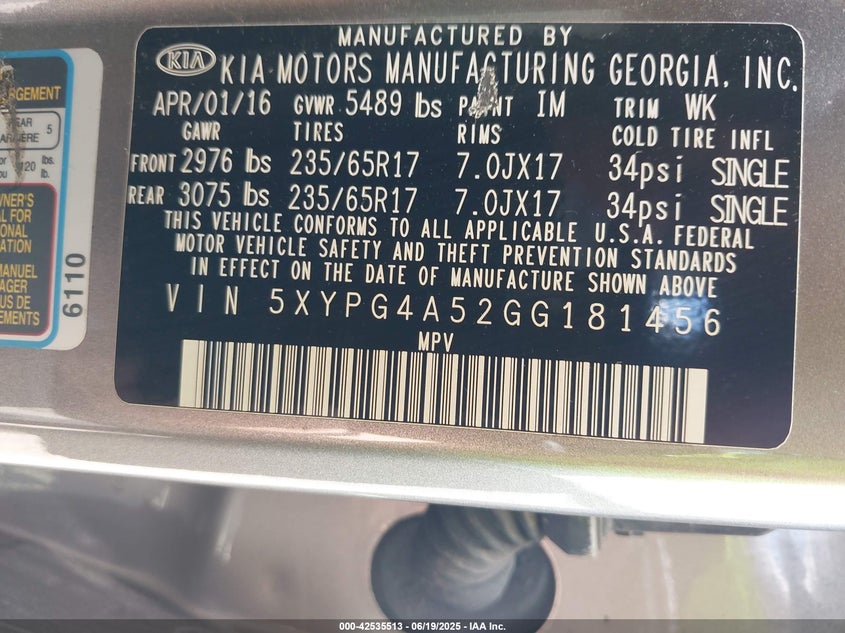 MANUFACTURED BY
KIA KIA MOTORS MANUFACTURING GEORGIA, INC.
APR/01/16 GVWR 5489 lbs PAINT IM TRIM WK
GAWR TIRES RIMS COLD TIRE INFL
FRONT 2976 lbs 235/65R17 7.0JX17 34psi SINGLE
REAR 3075 lbs 235/65R17 7.0JX17 34psi SINGLE
THIS VEHICLE CONFORMS TO ALL APPLICABLE U.S.A. FEDERAL
MOTOR VEHICLE SAFETY AND THEFT PREVENTION STANDARDS
IN EFFECT ON THE DATE OF MANUFACTURE SHOWN ABOVE
VIN 5XYPG4A52GG181456
MPV
5
lbs.
lb.
6110
000-42535513 - 06/19/2025 - IAA Inc.